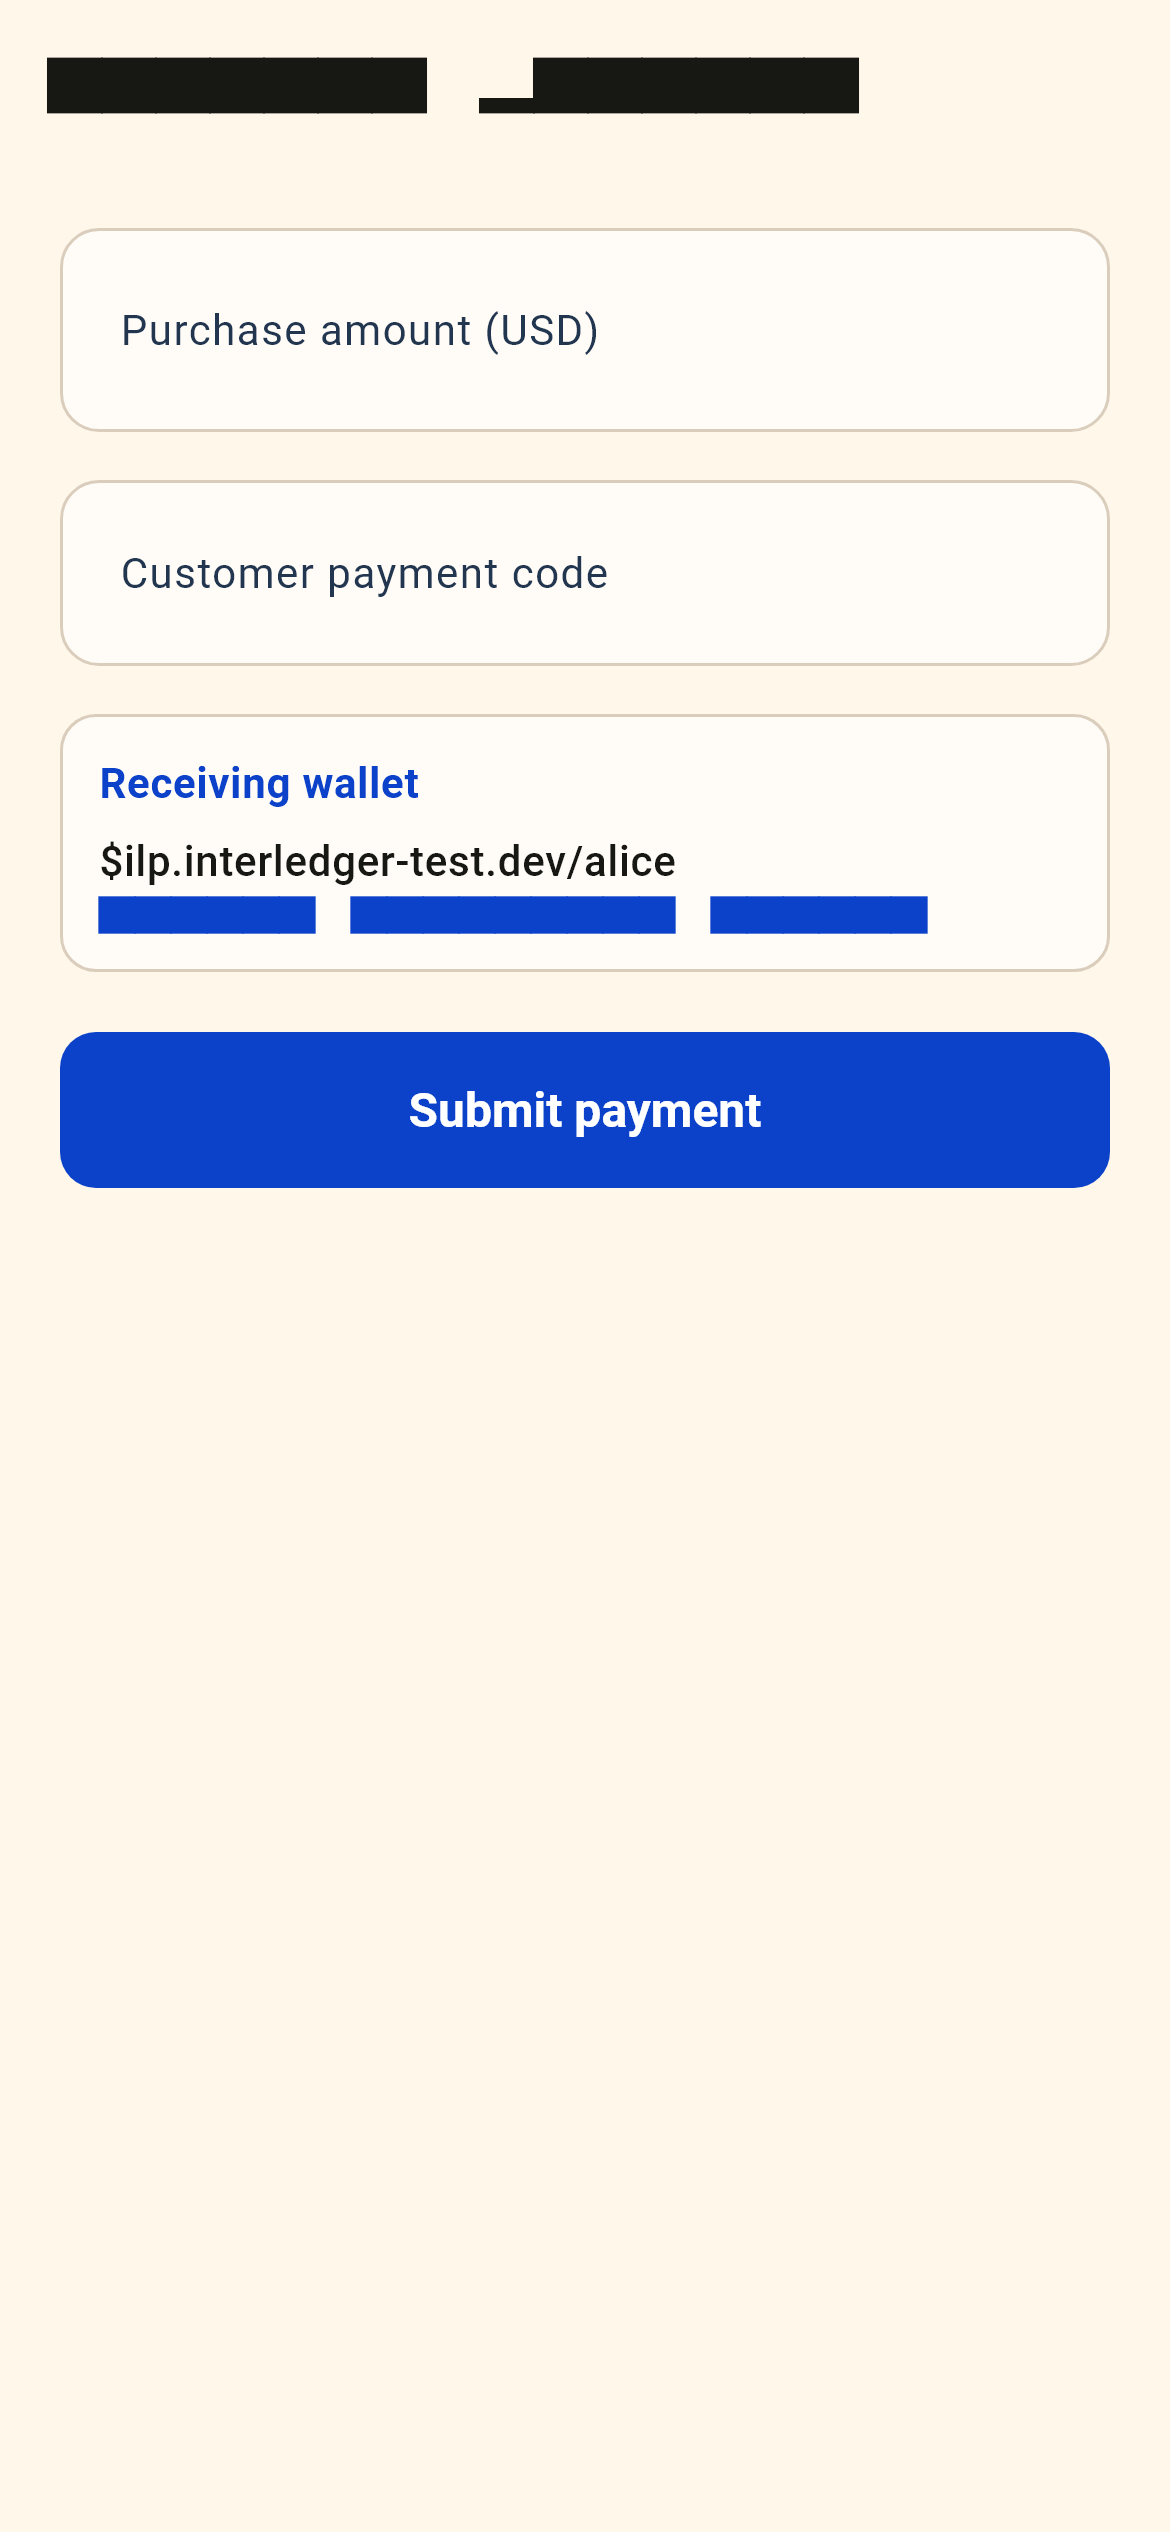 Purchase amount (USD)
Customer payment code
Receiving wallet
$ilp.interledger-test.dev/alice
Submit payment